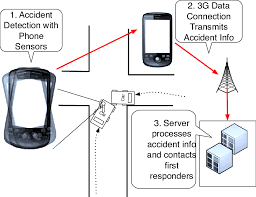 1. Accident
Detection with
Phone
Sensors
2. 3G Data
Connection
Transmits
Accident Info
3. Server
processes
accident info
and contacts
first
responders